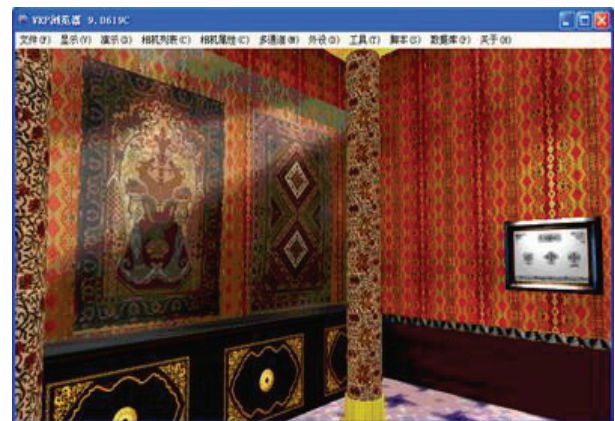 VRP浏览器 9.0619C
文件(F) 显示(V) 演示(D) 相机列表(C) 相机属性(C) 多通道(M) 外设(O) 工具(T) 脚本(S) 数据库(P) 关于(H)